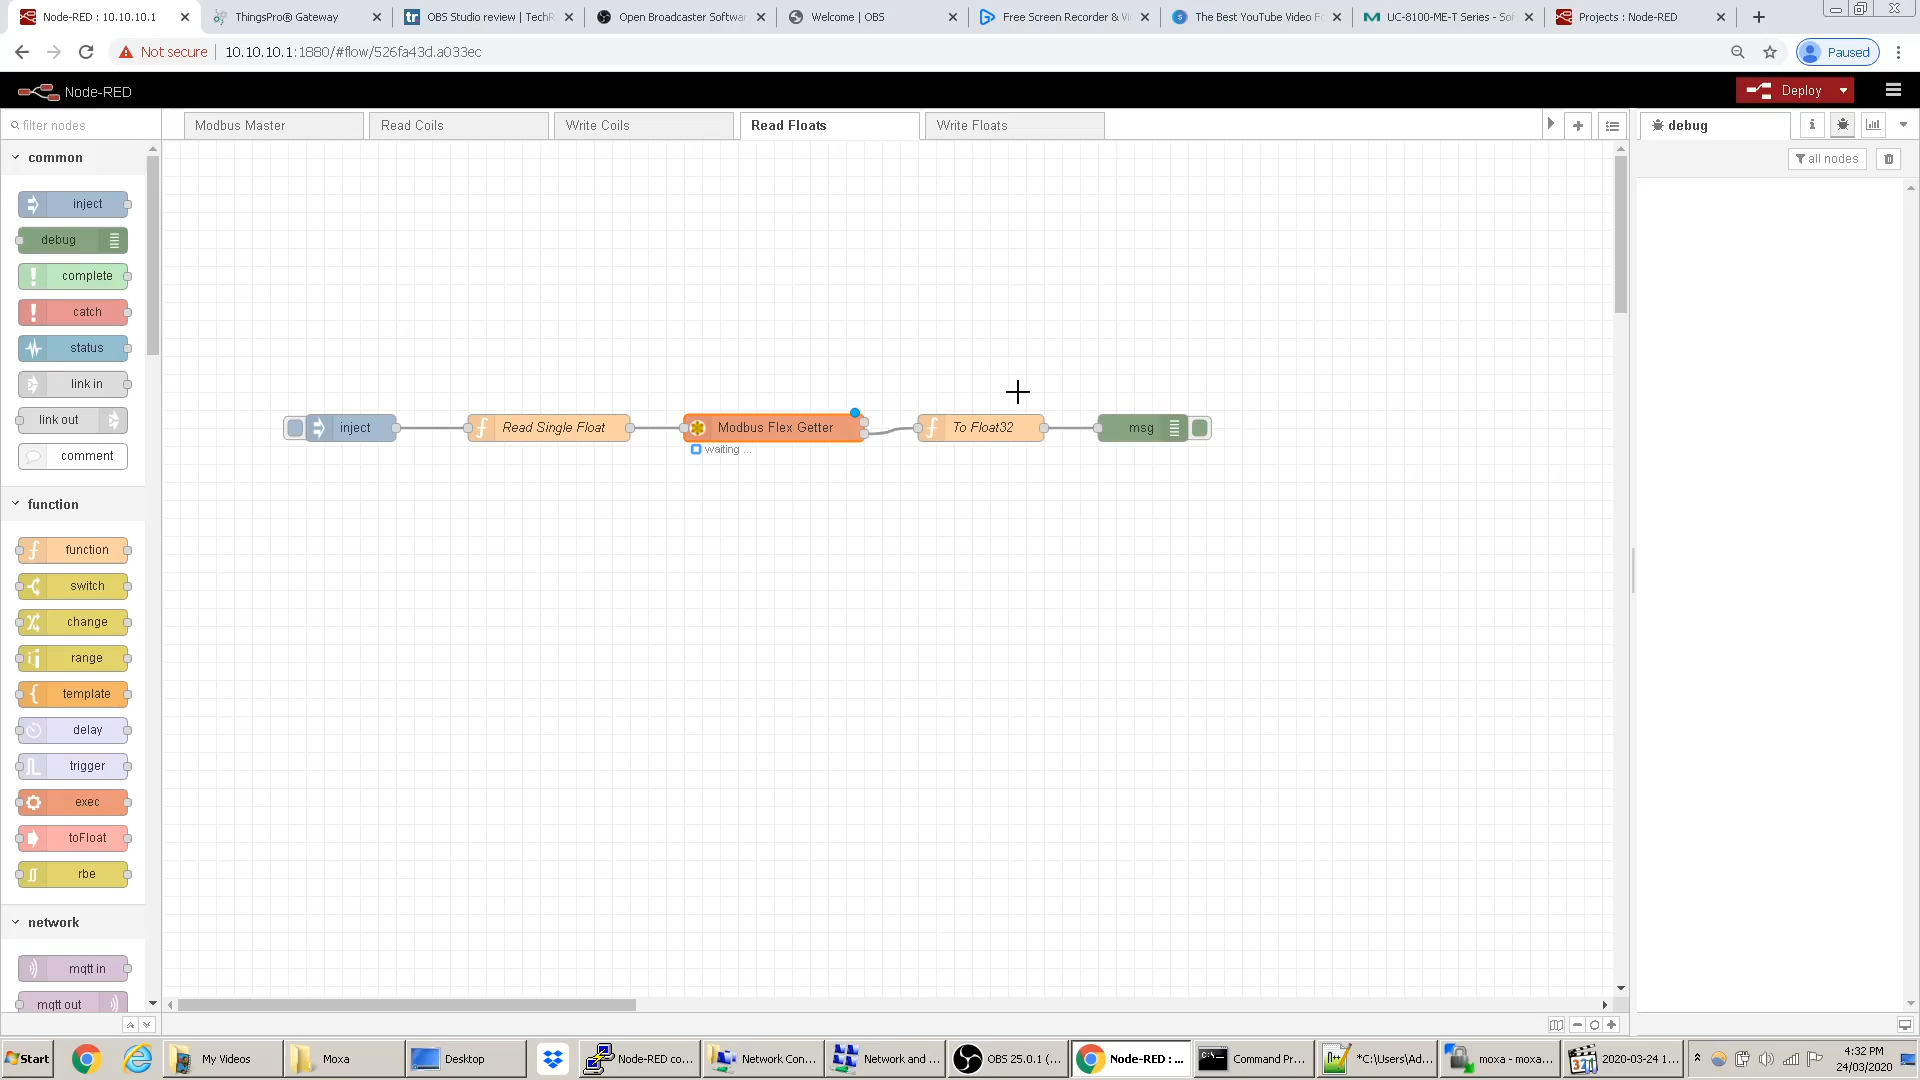 Node-RED : 10.10.10.1
ThingsPro® Gateway
OBS Studio review | TechR
Open Broadcaster Softwar
Welcome | OBS
Free Screen Recorder & Vi
The Best YouTube Video F
UC-8100-ME-T Series - Sof
Projects : Node-RED
Not secure
10.10.10.1:1880/#flow/526fa43d.a033ec
Paused
Node-RED
Deploy
filter nodes
Modbus Master
Read Coils
Write Coils
Read Floats
Write Floats
debug
i
all nodes
common
inject
debug
complete
catch
status
link in
link out
comment
function
function
switch
change
range
template
delay
trigger
exec
toFloat
rbe
network
mqtt in
mqtt out
inject
Read Single Float
Modbus Flex Getter
waiting ...
To Float32
msg
Start
My Videos
Moxa
Desktop
Node-RED co...
Network Con...
Network and ...
OBS 25.0.1 (...
Node-RED : ...
Command Pr...
*C:\Users\Ad...
moxa - moxa...
2020-03-24 1...
4:32 PM
24/03/2020